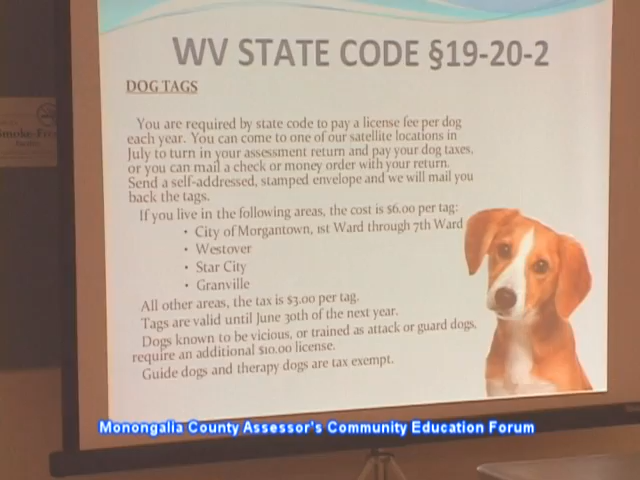 WV STATE CODE §19-20-2
DOG TAGS
You are required by state code to pay a license fee per dog
each year. You can come to one of our satellite locations in
July to turn in your assessment return and pay your dog taxes,
or you can mail a check or money order with your return.
Send a self-addressed, stamped envelope and we will mail you
back the tags.
If you live in the following areas, the cost is $6.00 per tag:
• City of Morgantown, 1st Ward through 7th Ward
• Westover
• Star City
• Granville
All other areas, the tax is $3.00 per tag.
Tags are valid until June 30th of the next year.
Dogs known to be vicious, or trained as attack or guard dogs,
require an additional $10.00 license.
Guide dogs and therapy dogs are tax exempt.
Smoke-Free
Monongalia County Assessor's Community Education Forum